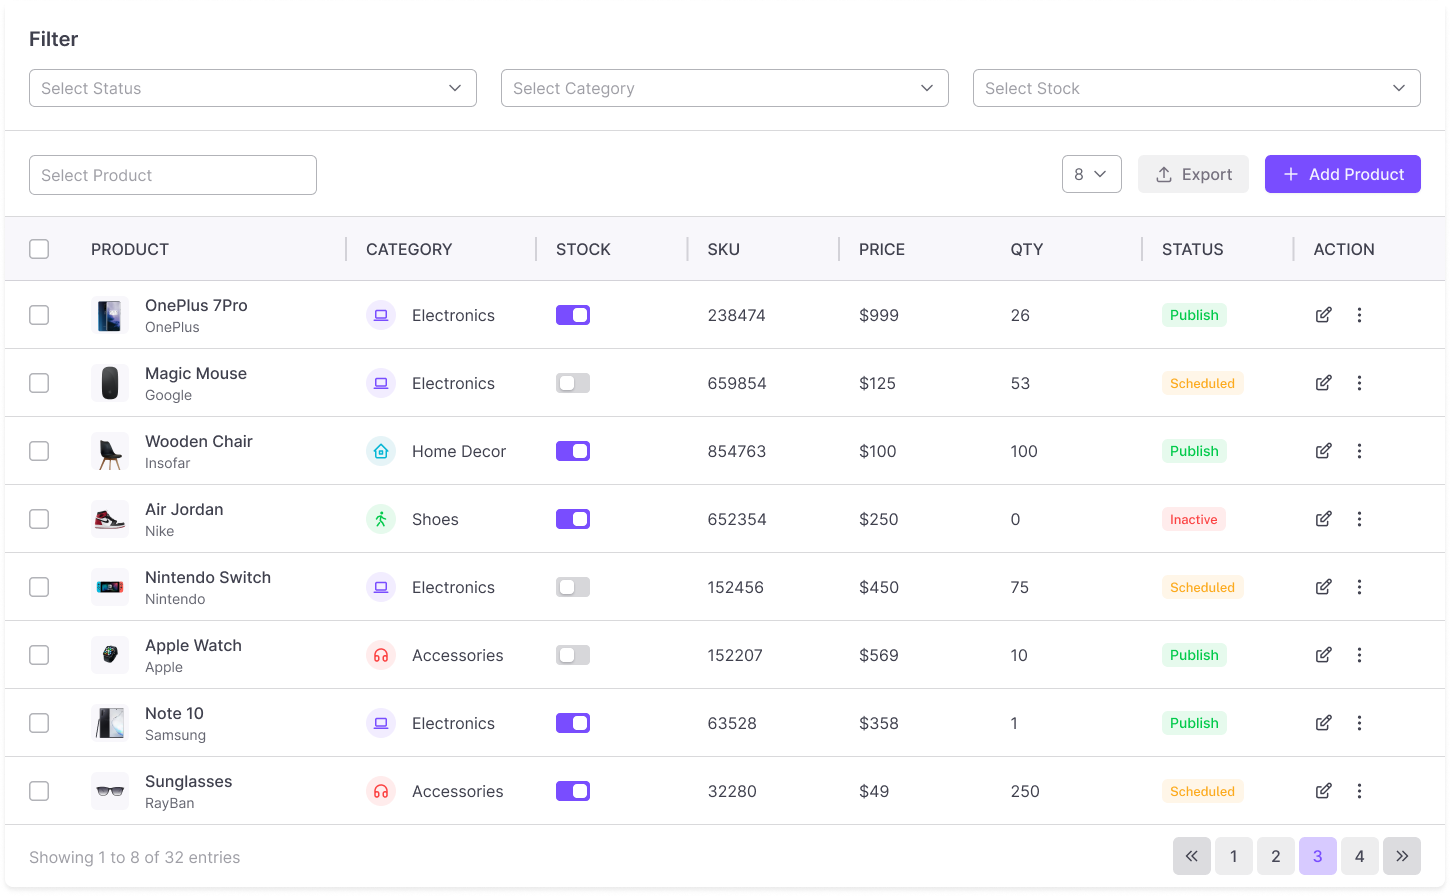 Filter
Select Status
Select Category
Select Stock
Select Product
8
Export
Add Product
PRODUCT CATEGORY STOCK SKU PRICE QTY STATUS ACTION
OnePlus 7Pro
OnePlus
Electronics 238474 $999 26 Publish
Magic Mouse
Google
Electronics 659854 $125 53 Scheduled
Wooden Chair
Insofar
Home Decor 854763 $100 100 Publish
Air Jordan
Nike
Shoes 652354 $250 0 Inactive
Nintendo Switch
Nintendo
Electronics 152456 $450 75 Scheduled
Apple Watch
Apple
Accessories 152207 $569 10 Publish
Note 10
Samsung
Electronics 63528 $358 1 Publish
Sunglasses
RayBan
Accessories 32280 $49 250 Scheduled
Showing 1 to 8 of 32 entries
1 2 3 4